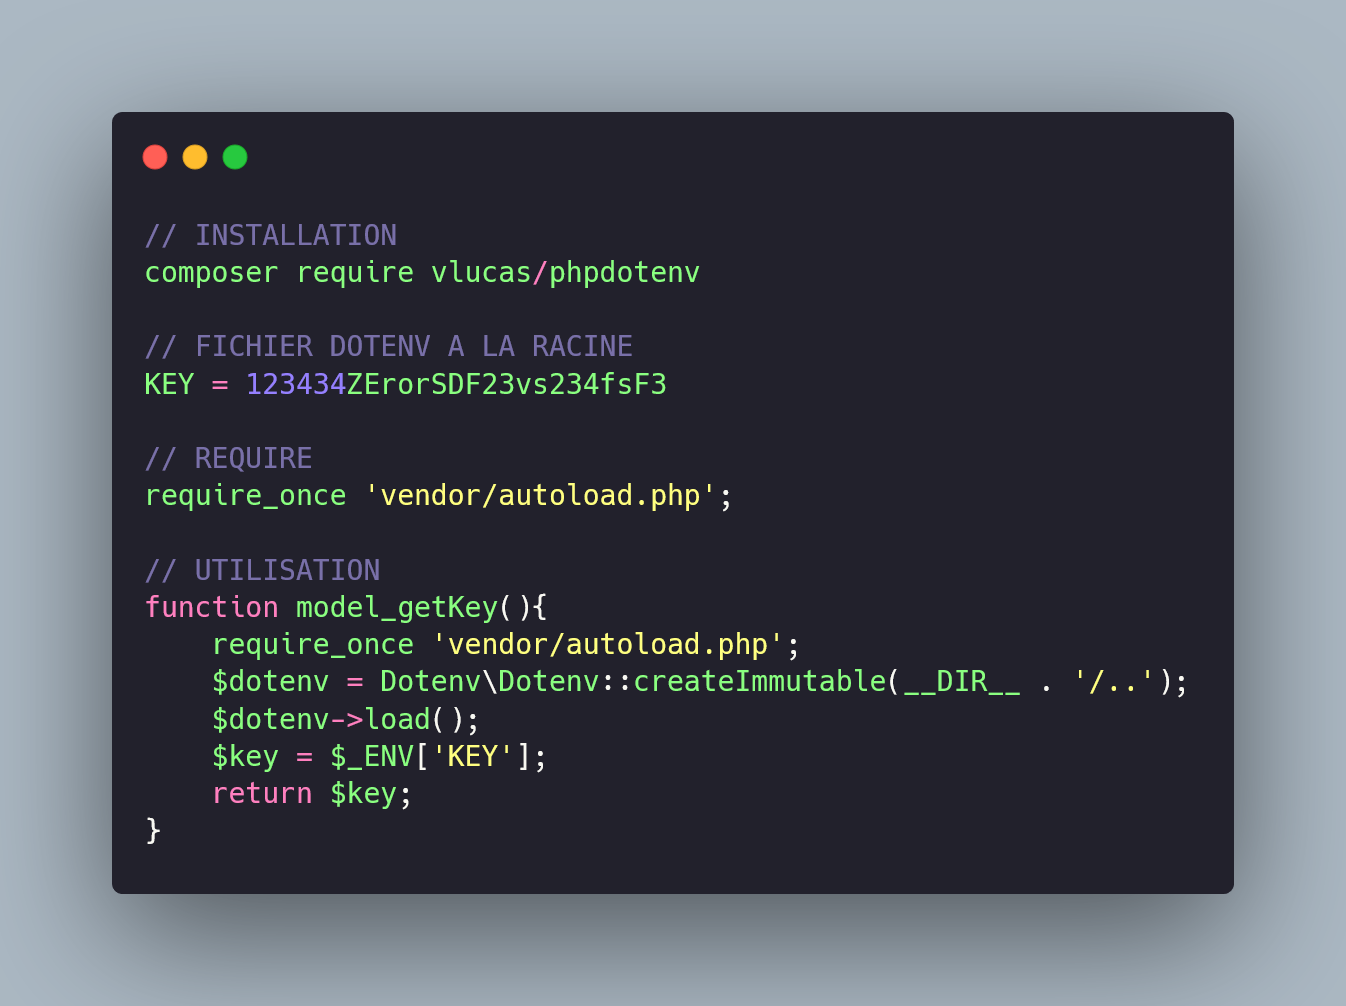 // INSTALLATION
composer require vlucas/phpdotenv
// FICHIER DOTENV A LA RACINE
KEY = 123434ZErorSDF23vs234fsF3
// REQUIRE
require_once 'vendor/autoload.php';
// UTILISATION
function model_getKey(){
    require_once 'vendor/autoload.php';
    $dotenv = Dotenv\Dotenv::createImmutable(__DIR__ . '/..');
    $dotenv->load();
    $key = $_ENV['KEY'];
    return $key;
}